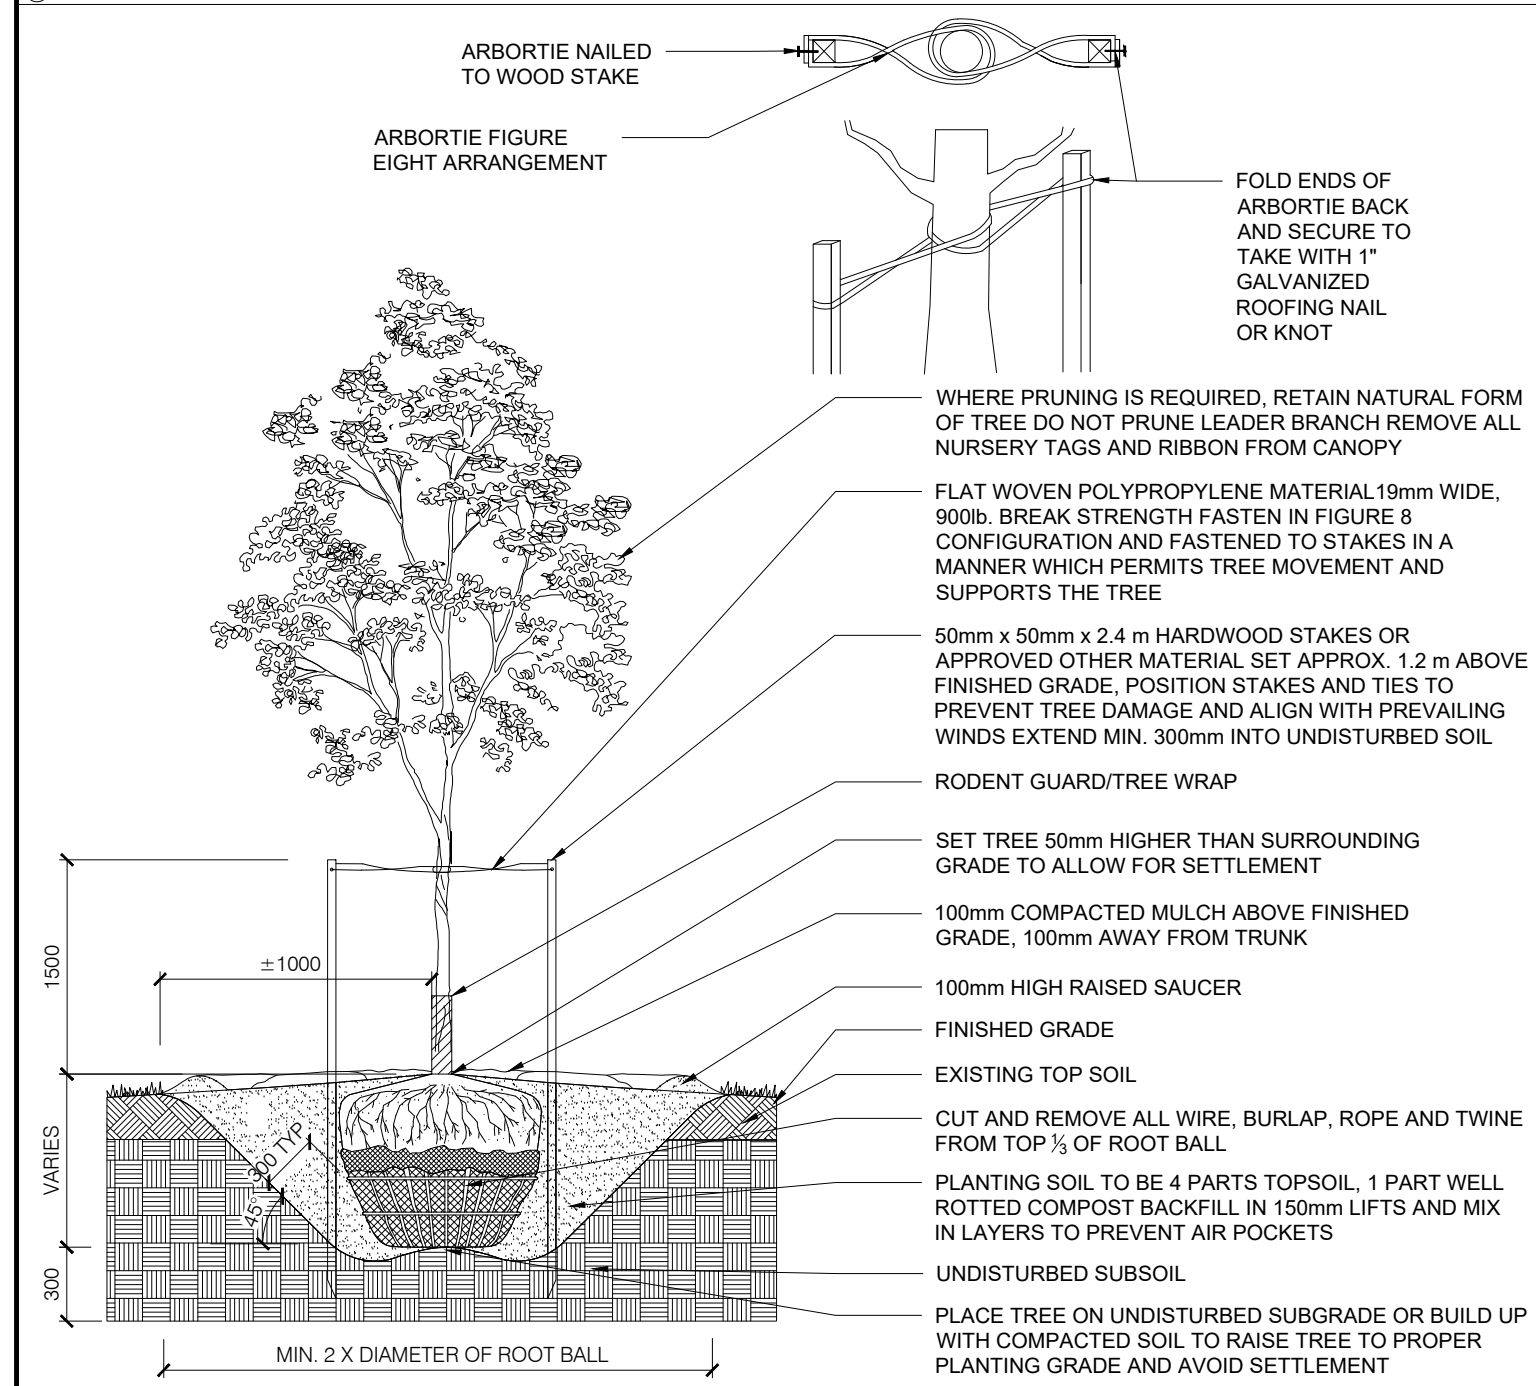 ARBORTIE NAILED
TO WOOD STAKE
ARBORTIE FIGURE
EIGHT ARRANGEMENT
FOLD ENDS OF
ARBORTIE BACK
AND SECURE TO
TAKE WITH 1"
GALVANIZED
ROOFING NAIL
OR KNOT
WHERE PRUNING IS REQUIRED, RETAIN NATURAL FORM
OF TREE DO NOT PRUNE LEADER BRANCH REMOVE ALL
NURSERY TAGS AND RIBBON FROM CANOPY
FLAT WOVEN POLYPROPYLENE MATERIAL19mm WIDE,
900lb. BREAK STRENGTH FASTEN IN FIGURE 8
CONFIGURATION AND FASTENED TO STAKES IN A
MANNER WHICH PERMITS TREE MOVEMENT AND
SUPPORTS THE TREE
50mm x 50mm x 2.4 m HARDWOOD STAKES OR
APPROVED OTHER MATERIAL SET APPROX. 1.2 m ABOVE
FINISHED GRADE, POSITION STAKES AND TIES TO
PREVENT TREE DAMAGE AND ALIGN WITH PREVAILING
WINDS EXTEND MIN. 300mm INTO UNDISTURBED SOIL
RODENT GUARD/TREE WRAP
SET TREE 50mm HIGHER THAN SURROUNDING
GRADE TO ALLOW FOR SETTLEMENT
100mm COMPACTED MULCH ABOVE FINISHED
GRADE, 100mm AWAY FROM TRUNK
100mm HIGH RAISED SAUCER
FINISHED GRADE
EXISTING TOP SOIL
CUT AND REMOVE ALL WIRE, BURLAP, ROPE AND TWINE
FROM TOP ⅓ OF ROOT BALL
PLANTING SOIL TO BE 4 PARTS TOPSOIL, 1 PART WELL
ROTTED COMPOST BACKFILL IN 150mm LIFTS AND MIX
IN LAYERS TO PREVENT AIR POCKETS
UNDISTURBED SUBSOIL
PLACE TREE ON UNDISTURBED SUBGRADE OR BUILD UP
WITH COMPACTED SOIL TO RAISE TREE TO PROPER
PLANTING GRADE AND AVOID SETTLEMENT
1500
±1000
VARIES
300 TYP
45°
300
MIN. 2 X DIAMETER OF ROOT BALL